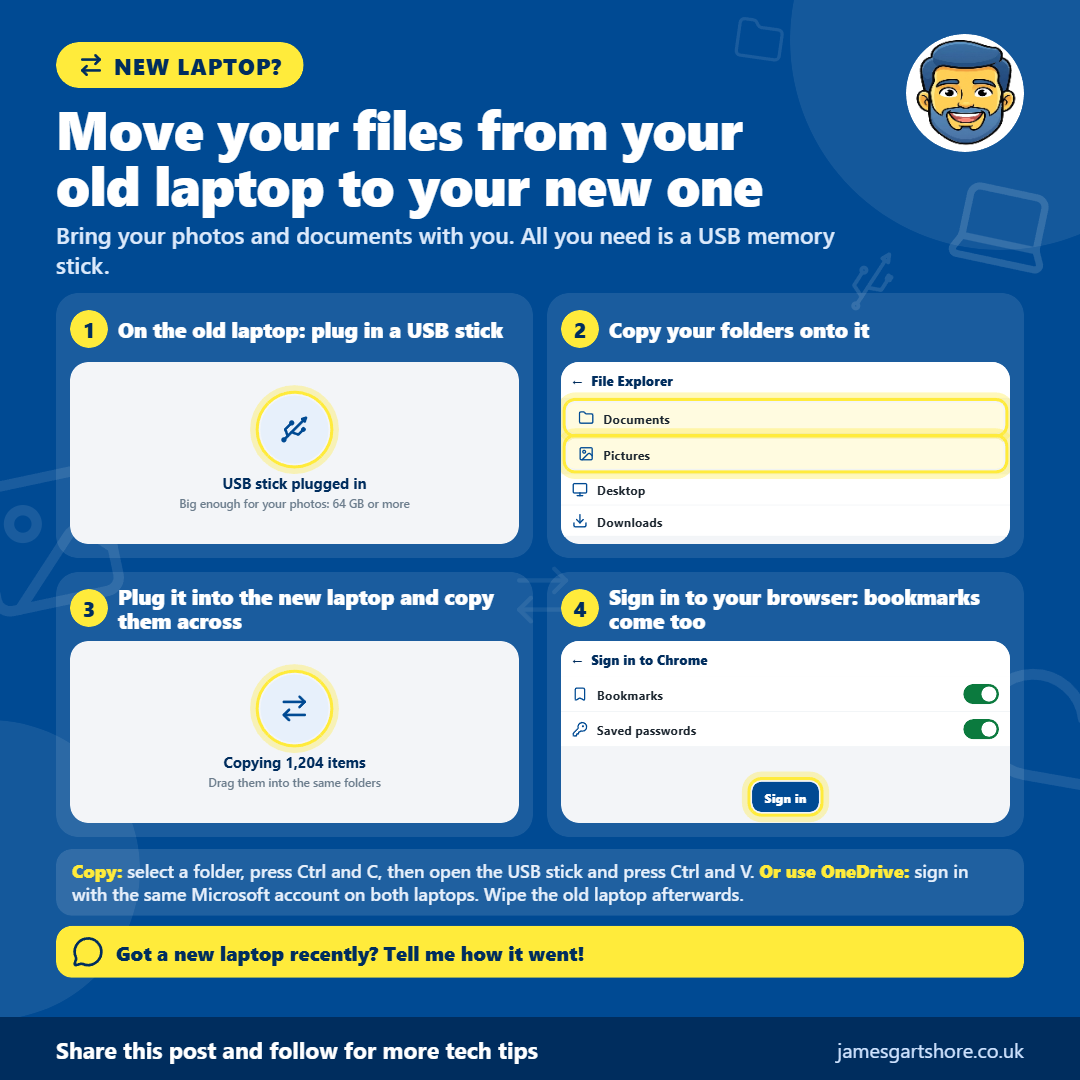 NEW LAPTOP?
Move your files from your
old laptop to your new one
Bring your photos and documents with you. All you need is a USB memory
stick.
1 On the old laptop: plug in a USB stick
USB stick plugged in
Big enough for your photos: 64 GB or more
2 Copy your folders onto it
← File Explorer
Documents
Pictures
Desktop
Downloads
3 Plug it into the new laptop and copy
them across
Copying 1,204 items
Drag them into the same folders
4 Sign in to your browser: bookmarks
come too
← Sign in to Chrome
Bookmarks
Saved passwords
Sign in
Copy: select a folder, press Ctrl and C, then open the USB stick and press Ctrl and V. Or use OneDrive: sign in
with the same Microsoft account on both laptops. Wipe the old laptop afterwards.
Got a new laptop recently? Tell me how it went!
Share this post and follow for more tech tips
jamesgartshore.co.uk